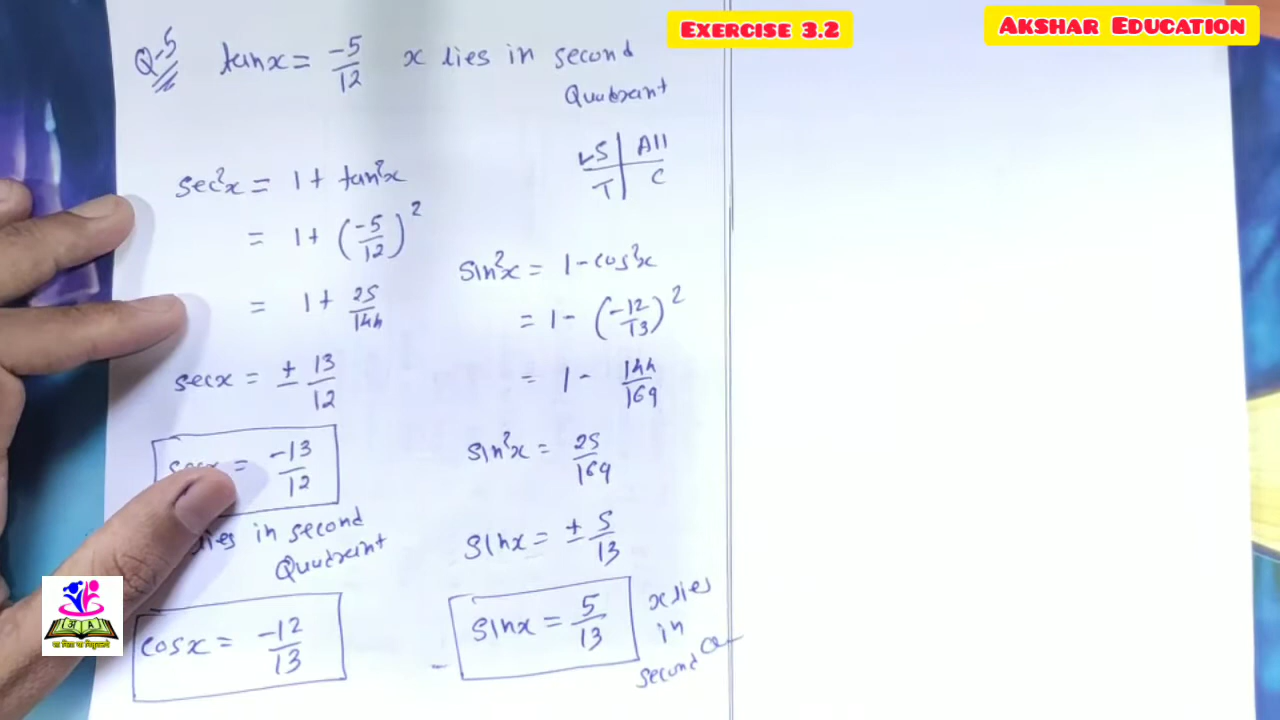 EXERCISE 3.2
AKSHAR EDUCATION
Q-5 tanx = -5/12 x lies in second
Quadrant
S | All
T | C
sec²x = 1 + tan²x
= 1 + (-5/12)²
= 1 + 25/144
secx = ± 13/12
secx = -13/12
lies in second
Quadrant
cosx = -12/13
sin²x = 1 - cos²x
= 1 - (-12/13)²
= 1 - 144/169
sin²x = 25/169
sinx = ± 5/13
sinx = 5/13
x lies
in
second Q